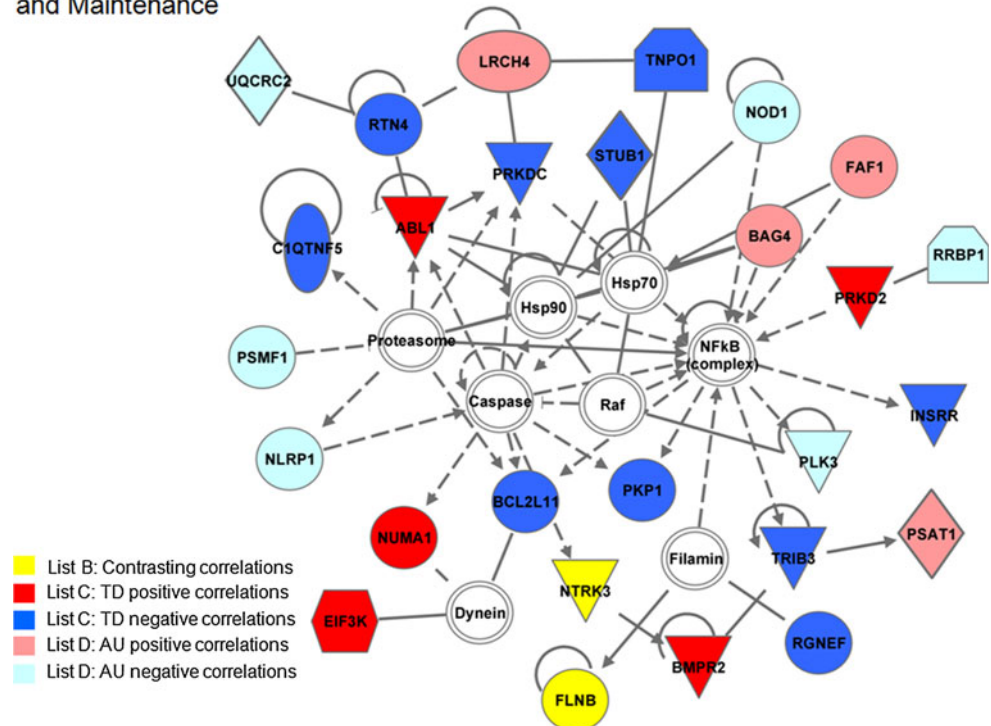 and Maintenance
LRCH4
TNPO1
UQCRC2
NOD1
RTN4
STUB1
PRKDC
FAF1
ABL1
BAG4
C1QTNF5
RRBP1
Hsp70
PRKD2
Hsp90
Proteasome
NFkB
(complex)
PSMF1
Caspase
Raf
INSRR
NLRP1
PLK3
BCL2L11
PKP1
NUMA1
PSAT1
Filamin
TRIB3
List B: Contrasting correlations
NTRK3
List C: TD positive correlations
Dynein
EIF3K
List C: TD negative correlations
RGNEF
List D: AU positive correlations
BMPR2
List D: AU negative correlations
FLNB